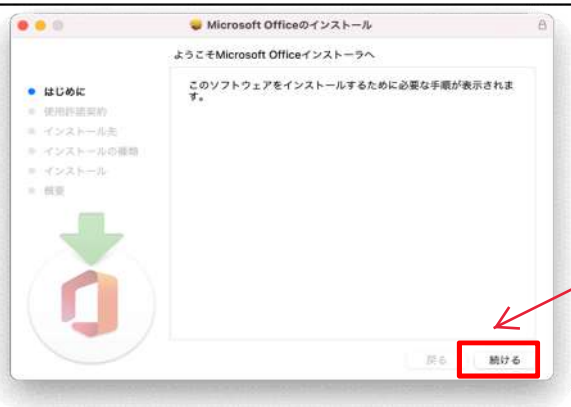 Microsoft Officeのインストール
ようこそMicrosoft Officeインストーラへ
このソフトウェアをインストールするために必要な手順が表示されま
す。
はじめに
使用許諾契約
インストール先
インストールの種類
インストール
概要
戻る
続ける